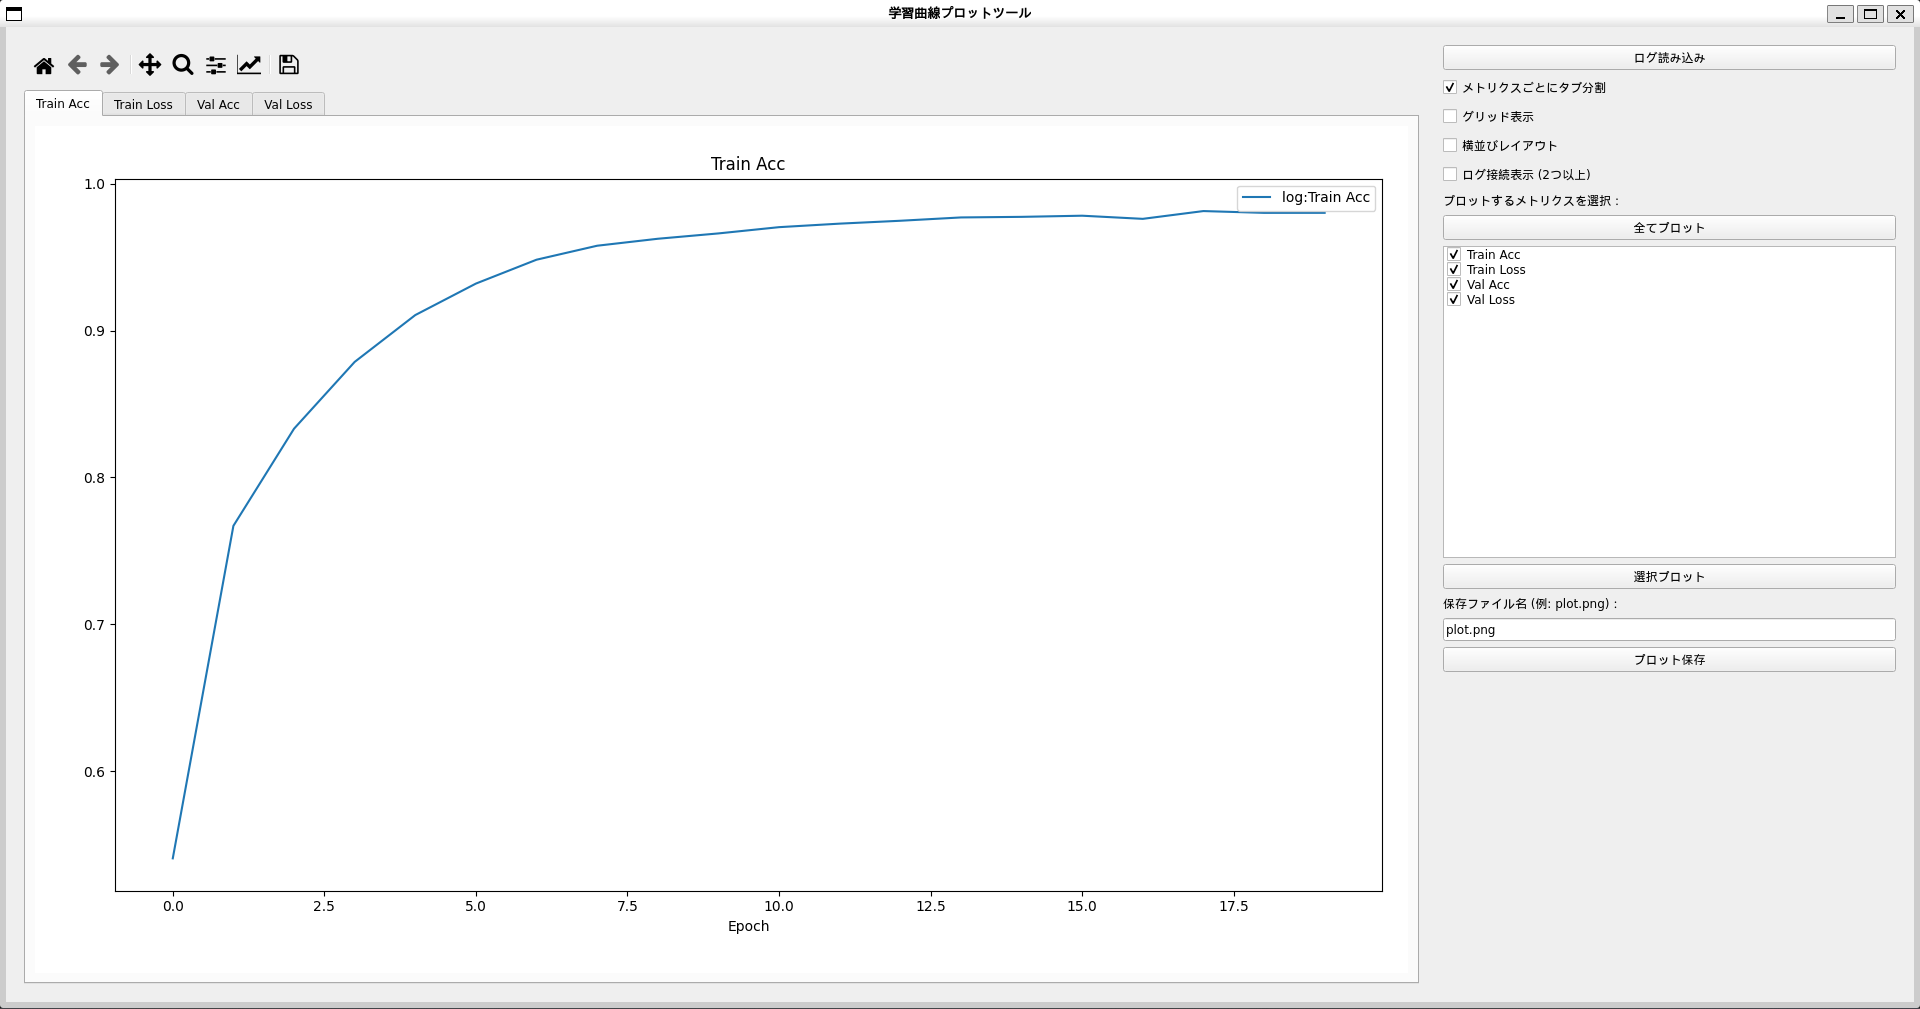 学習曲線プロットツール
Train Acc
Train Loss
Val Acc
Val Loss
Train Acc
log:Train Acc
1.0
0.9
0.8
0.7
0.6
0.0
2.5
5.0
7.5
10.0
12.5
15.0
17.5
Epoch
ログ読み込み
メトリクスごとにタブ分割
グリッド表示
横並びレイアウト
ログ接続表示 (2つ以上)
プロットするメトリクスを選択：
全てプロット
Train Acc
Train Loss
Val Acc
Val Loss
選択プロット
保存ファイル名 (例: plot.png)：
plot.png
プロット保存